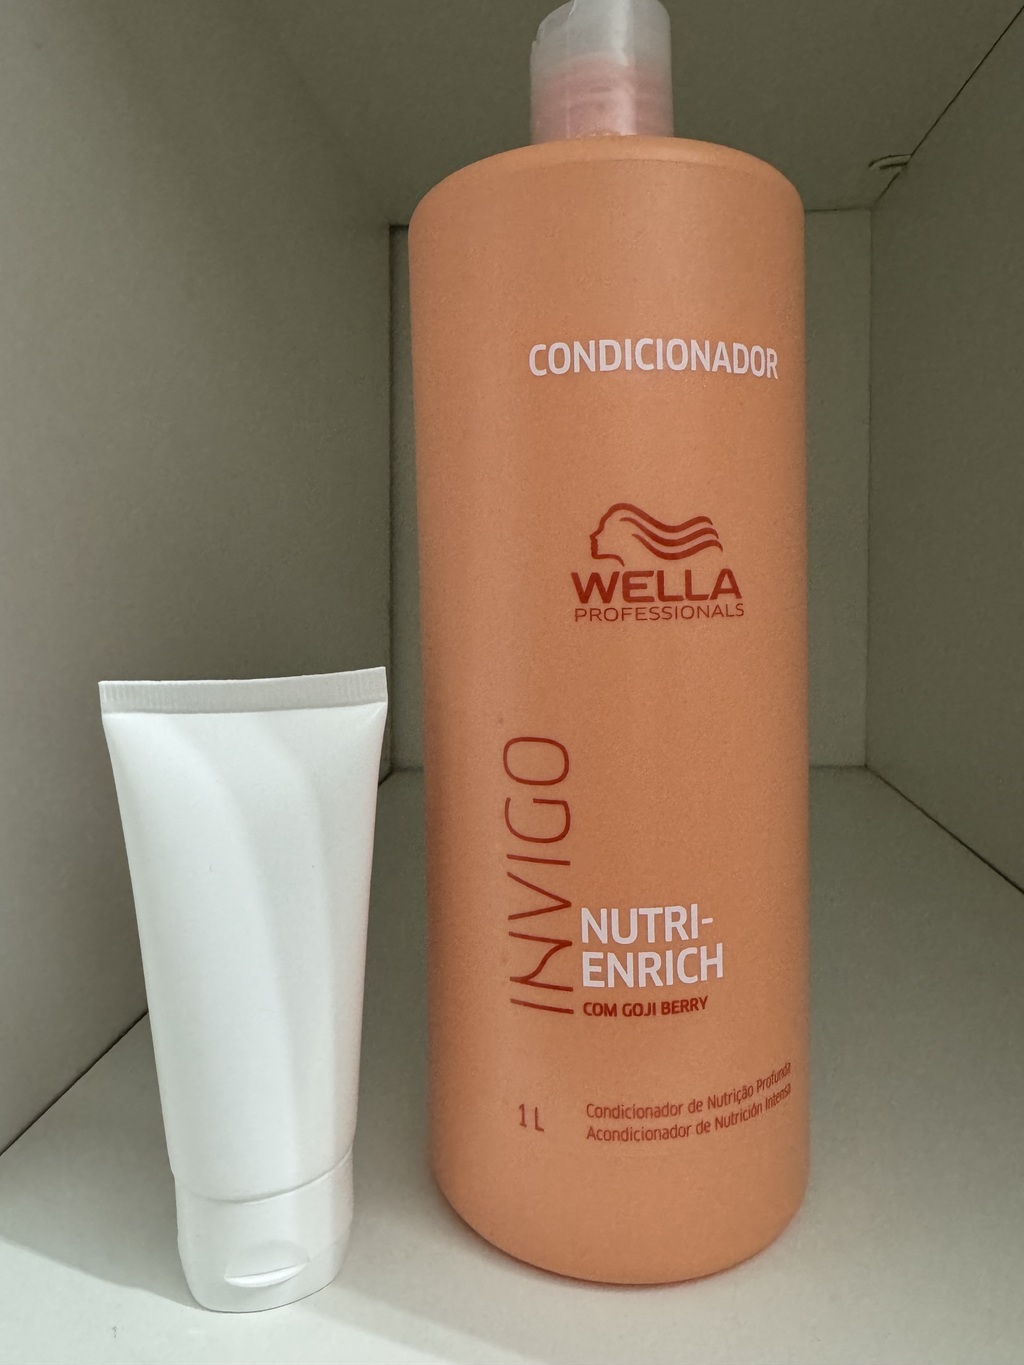 CONDICIONADOR
WELLA
PROFESSIONALS
INVIGO
NUTRI-
ENRICH
COM GOJI BERRY
1 L
Condicionador de Nutrição Profunda
Acondicionador de Nutrición Intensa